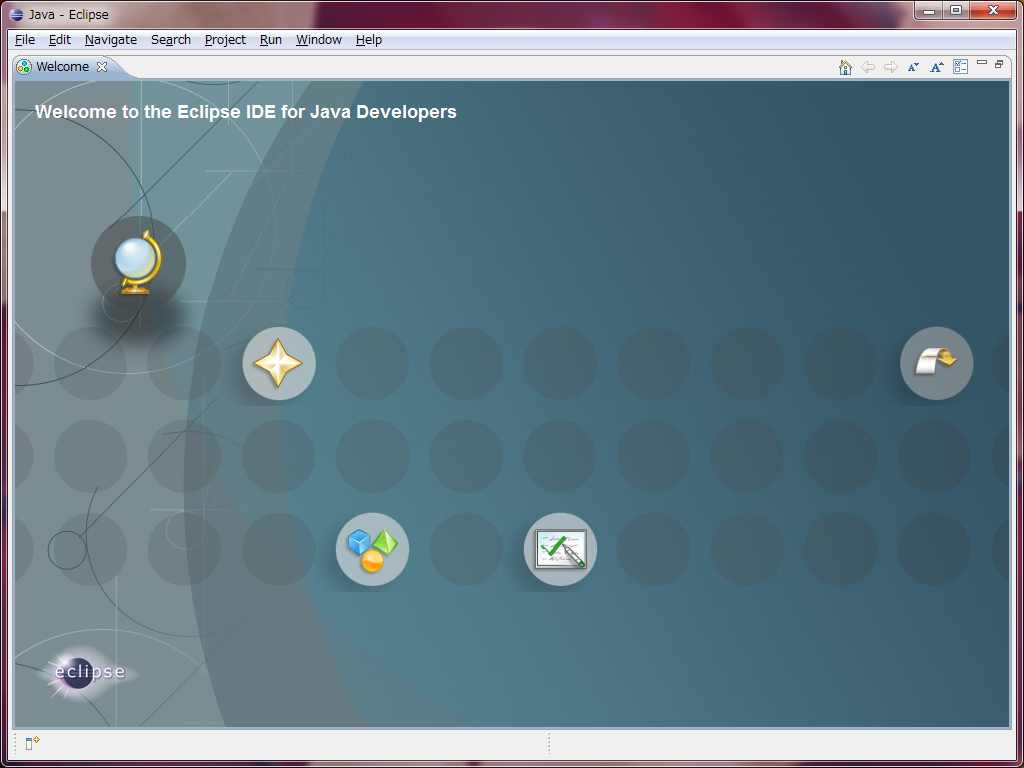 Java - Eclipse
File Edit Navigate Search Project Run Window Help
Welcome
Welcome to the Eclipse IDE for Java Developers
eclipse